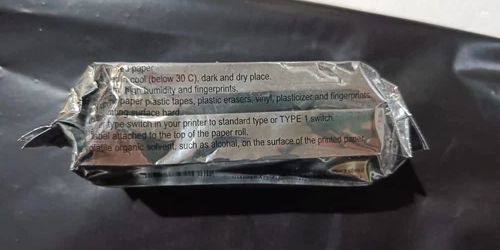 paper
cool (below 30 C), dark and dry place.
high humidity and fingerprints.
paper plastic tapes, plastic erasers, vinyl, plasticizer and fingerprints
surface hard
type switch in your printer to standard type or TYPE 1 switch.
label attached to the top of the paper roll.
organic solvent, such as alcohal, on the surface of the printed paper